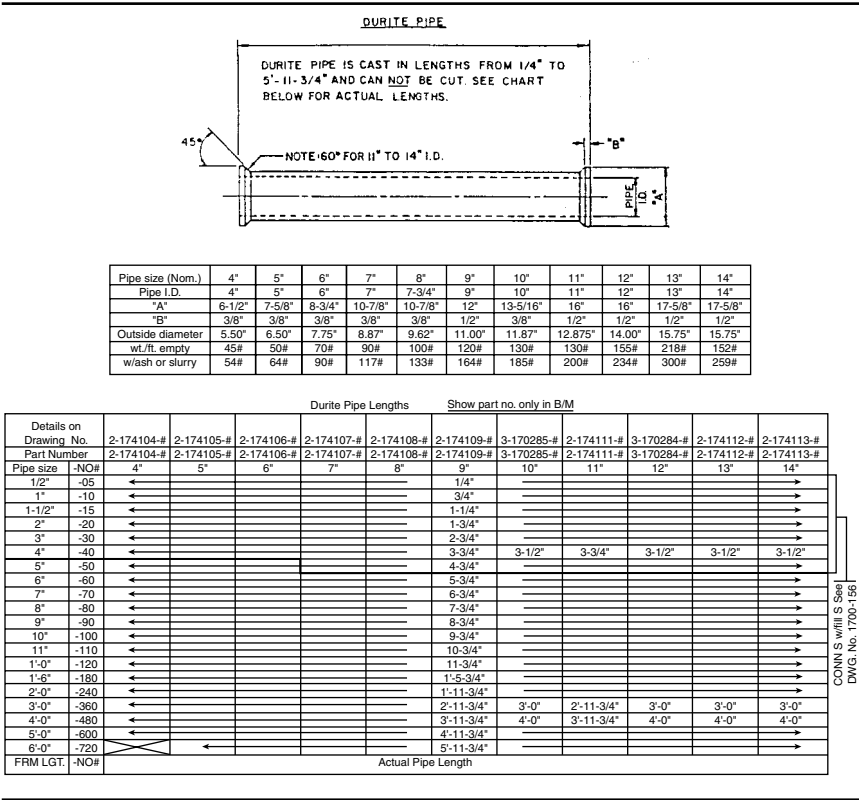 DURITE PIPE
DURITE PIPE IS CAST IN LENGTHS FROM 1/4" TO
5'-11-3/4" AND CAN NOT BE CUT. SEE CHART
BELOW FOR ACTUAL LENGTHS.
45°
NOTE: 60° FOR 11" TO 14" I.D.
"B"
PIPE
I.D.
"A"
Pipe size (Nom.) 4" 5" 6" 7" 8" 9" 10" 11" 12" 13" 14"
Pipe I.D. 4" 5" 6" 7" 7-3/4" 9" 10" 11" 12" 13" 14"
"A" 6-1/2" 7-5/8" 8-3/4" 10-7/8" 10-7/8" 12" 13-5/16" 16" 16" 17-5/8" 17-5/8"
"B" 3/8" 3/8" 3/8" 3/8" 3/8" 1/2" 3/8" 1/2" 1/2" 1/2" 1/2"
Outside diameter 5.50" 6.50" 7.75" 8.87" 9.62" 11.00" 11.87" 12.875" 14.00" 15.75" 15.75"
wt./ft. empty 45# 50# 70# 90# 100# 120# 130# 130# 155# 218# 152#
w/ash or slurry 54# 64# 90# 117# 133# 164# 185# 200# 234# 300# 259#
Durite Pipe Lengths Show part no. only in B/M
Details on
Drawing No. 2-174104-# 2-174105-# 2-174106-# 2-174107-# 2-174108-# 2-174109-# 3-170285-# 2-174111-# 3-170284-# 2-174112-# 2-174113-#
Part Number 2-174104-# 2-174105-# 2-174106-# 2-174107-# 2-174108-# 2-174109-# 3-170285-# 2-174111-# 3-170284-# 2-174112-# 2-174113-#
Pipe size -NO# 4" 5" 6" 7" 8" 9" 10" 11" 12" 13" 14"
1/2" -05 1/4"
1" -10 3/4"
1-1/2" -15 1-1/4"
2" -20 1-3/4"
3" -30 2-3/4"
4" -40 3-3/4" 3-1/2" 3-3/4" 3-1/2" 3-1/2" 3-1/2"
5" -50 4-3/4"
6" -60 5-3/4"
7" -70 6-3/4"
8" -80 7-3/4"
9" -90 8-3/4"
10" -100 9-3/4"
11" -110 10-3/4"
1'-0" -120 11-3/4"
1'-6" -180 1'-5-3/4"
2'-0" -240 1'-11-3/4"
3'-0" -360 2'-11-3/4" 3'-0" 2'-11-3/4" 3'-0" 3'-0" 3'-0"
4'-0" -480 3'-11-3/4" 4'-0" 3'-11-3/4" 4'-0" 4'-0" 4'-0"
5'-0" -600 4'-11-3/4"
6'-0" -720 5'-11-3/4"
FRM LGT. -NO# Actual Pipe Length
CONN S w/fill S See
DWG. No. 1700-156